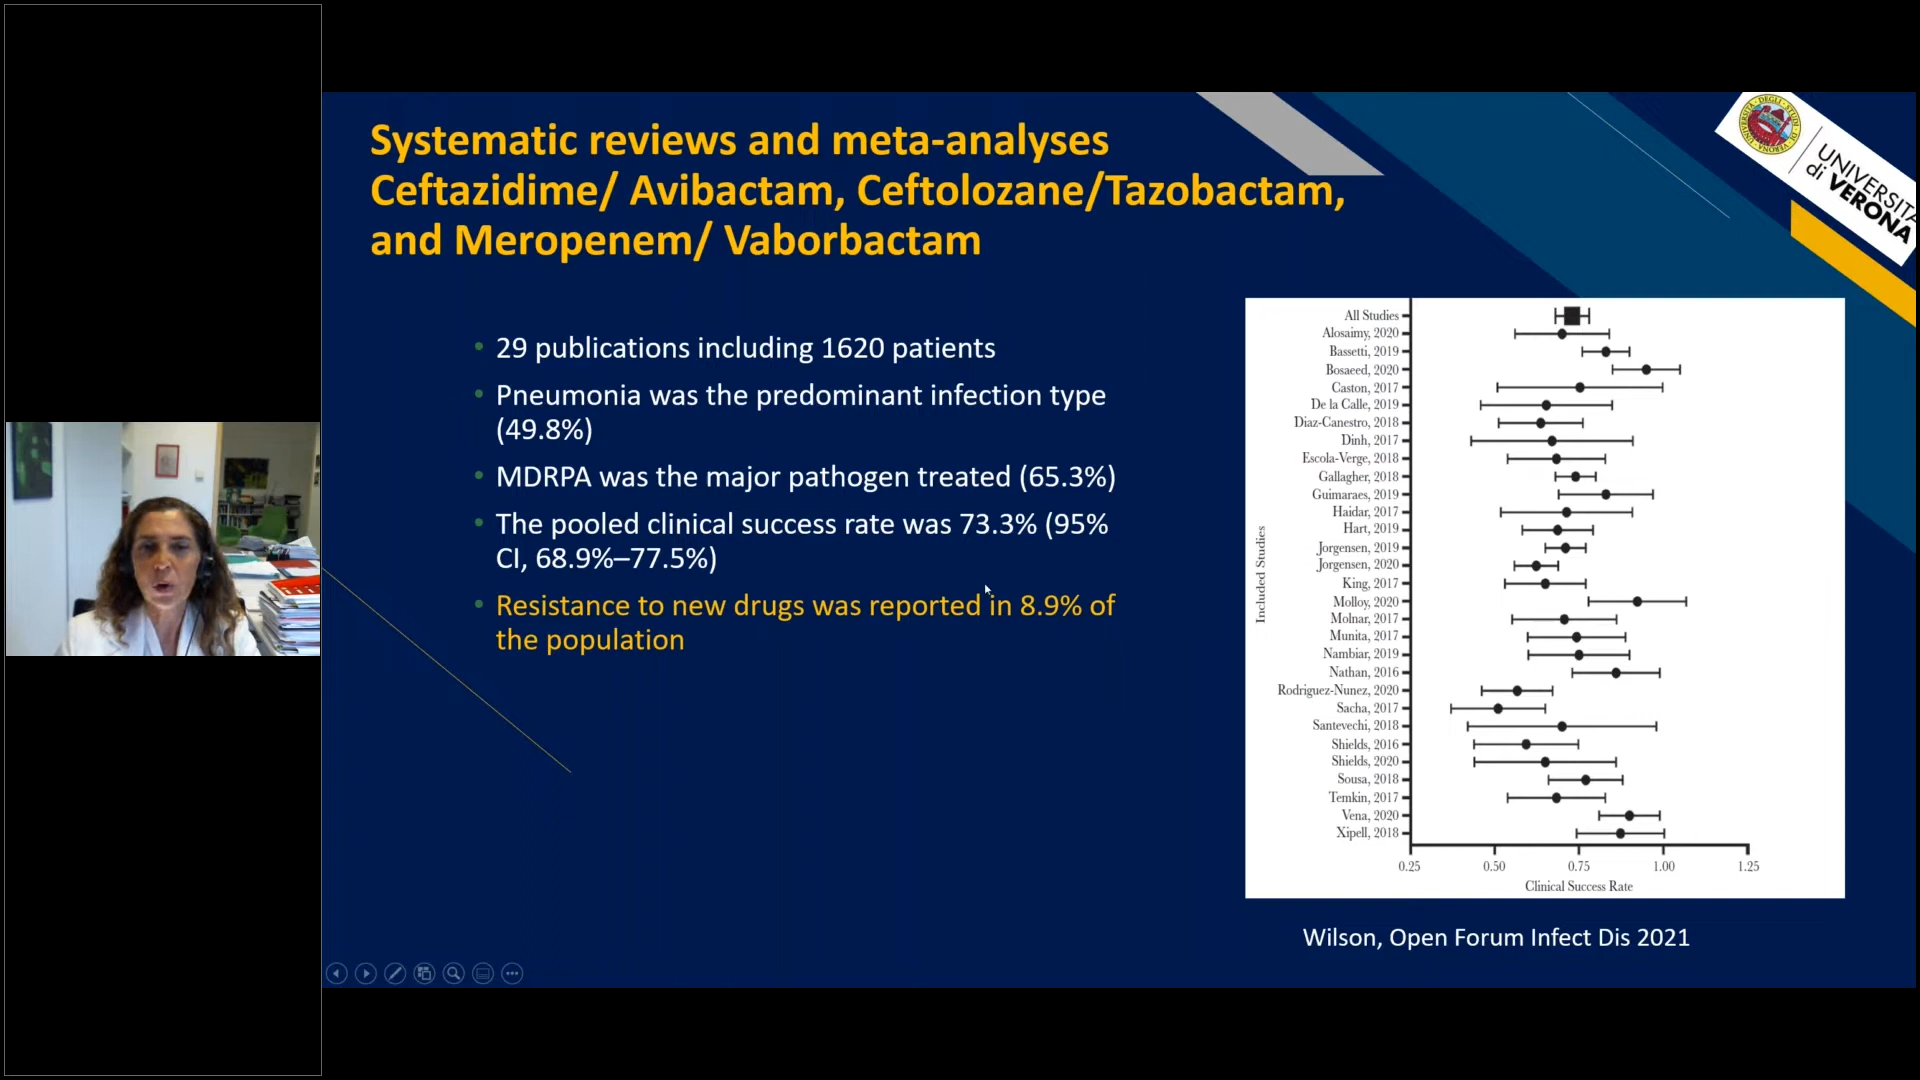 Systematic reviews and meta-analyses
Ceftazidime/ Avibactam, Ceftolozane/Tazobactam,
and Meropenem/ Vaborbactam
UNIVERSITÀ
di VERONA
• 29 publications including 1620 patients
• Pneumonia was the predominant infection type
(49.8%)
• MDRPA was the major pathogen treated (65.3%)
• The pooled clinical success rate was 73.3% (95%
CI, 68.9%–77.5%)
• Resistance to new drugs was reported in 8.9% of
the population
Included Studies
All Studies
Alosaimy, 2020
Bassetti, 2019
Bosaeed, 2020
Caston, 2017
De la Calle, 2019
Diaz-Canestro, 2018
Dinh, 2017
Escola-Verge, 2018
Gallagher, 2018
Guimaraes, 2019
Haidar, 2017
Hart, 2019
Jorgensen, 2019
Jorgensen, 2020
King, 2017
Molloy, 2020
Molnar, 2017
Munita, 2017
Nambiar, 2019
Nathan, 2016
Rodriguez-Nunez, 2020
Sacha, 2017
Santevechi, 2018
Shields, 2016
Shields, 2020
Sousa, 2018
Temkin, 2017
Vena, 2020
Xipell, 2018
0.25 0.50 0.75 1.00 1.25
Clinical Success Rate
Wilson, Open Forum Infect Dis 2021